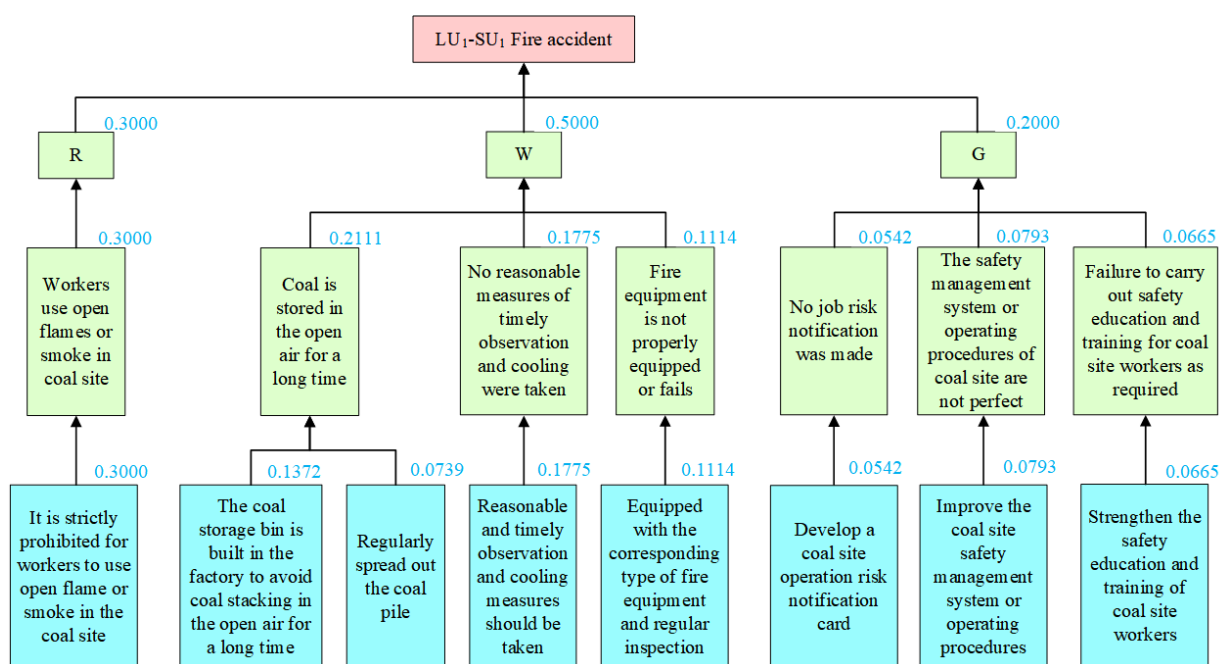 LU₁-SU₁ Fire accident
0.3000
0.5000
0.2000
R
W
G
0.3000
0.2111
0.1775
0.1114
0.0542
0.0793
0.0665
Workers
use open
flames or
smoke in
coal site
Coal is
stored in
the open
air for a
long time
No reasonable
measures of
timely
observation
and cooling
were taken
Fire
equipment
is not
properly
equipped
or fails
No job risk
notification
was made
The safety
management
system or
operating
procedures of
coal site are
not perfect
Failure to carry
out safety
education and
training for coal
site workers as
required
0.3000
0.1372
0.0739
0.1775
0.1114
0.0542
0.0793
0.0665
It is strictly
prohibited for
workers to use
open flame or
smoke in the
coal site
The coal
storage bin is
built in the
factory to avoid
coal stacking in
the open air for
a long time
Regularly
spread out
the coal
pile
Reasonable
and timely
observation
and cooling
measures
should be
taken
Equipped
with the
corresponding
type of fire
equipment
and regular
inspection
Develop a
coal site
operation risk
notification
card
Improve the
coal site
safety
management
system or
operating
procedures
Strengthen the
safety
education and
training of
coal site
workers